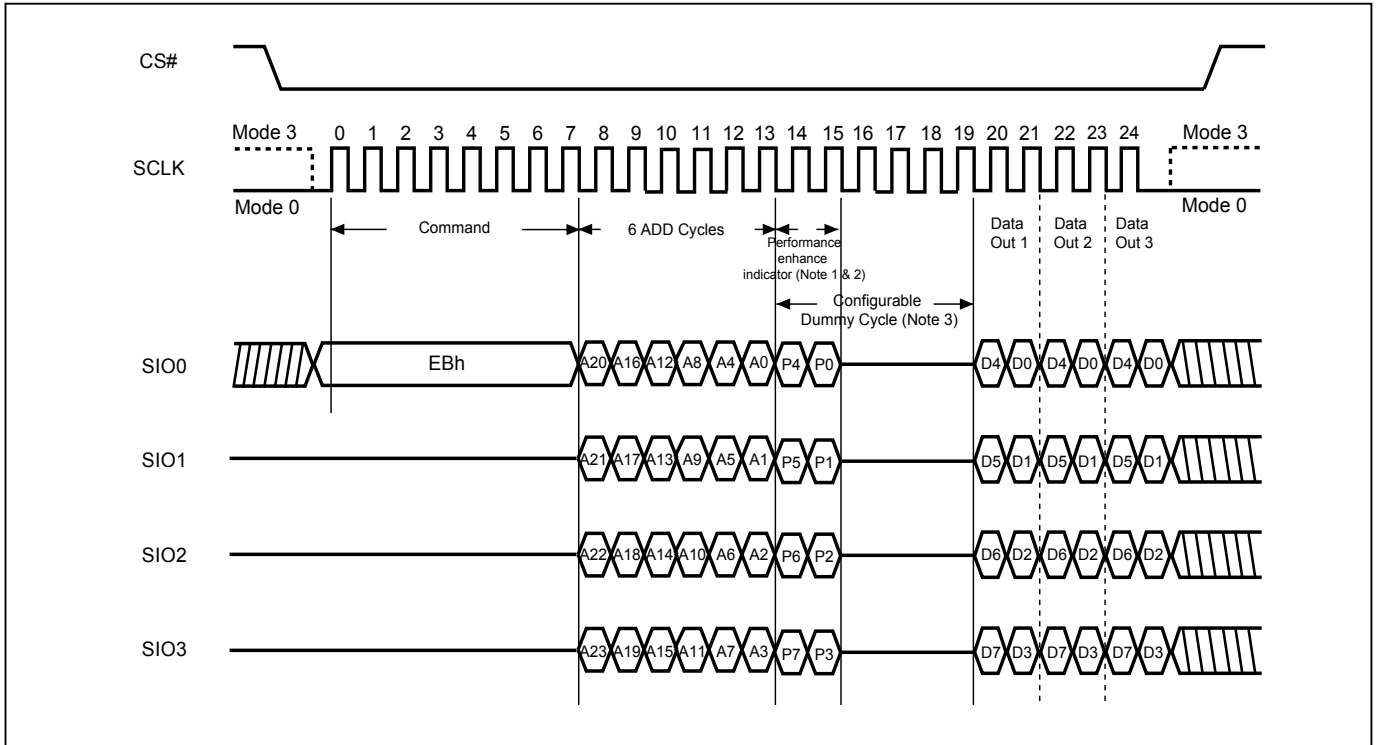 CS#
Mode 3 0 1 2 3 4 5 6 7 8 9 10 11 12 13 14 15 16 17 18 19 20 21 22 23 24 Mode 3
SCLK
Mode 0 Mode 0
Command 6 ADD Cycles Performance enhance indicator (Note 1 & 2) Data Out 1 Data Out 2 Data Out 3
Configurable
Dummy Cycle (Note 3)
SIO0 EBh A20 A16 A12 A8 A4 A0 P4 P0 D4 D0 D4 D0 D4 D0
SIO1 A21 A17 A13 A9 A5 A1 P5 P1 D5 D1 D5 D1 D5 D1
SIO2 A22 A18 A14 A10 A6 A2 P6 P2 D6 D2 D6 D2 D6 D2
SIO3 A23 A19 A15 A11 A7 A3 P7 P3 D7 D3 D7 D3 D7 D3